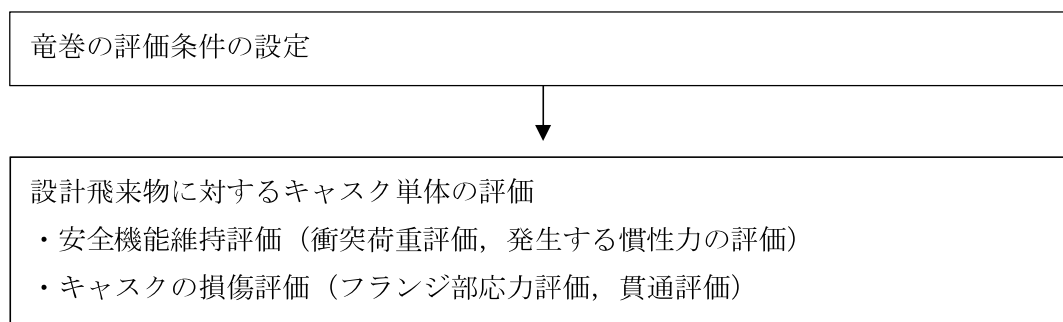 竜巻の評価条件の設定
設計飛来物に対するキャスク単体の評価
・安全機能維持評価（衝突荷重評価，発生する慣性力の評価）
・キャスクの損傷評価（フランジ部応力評価，貫通評価）